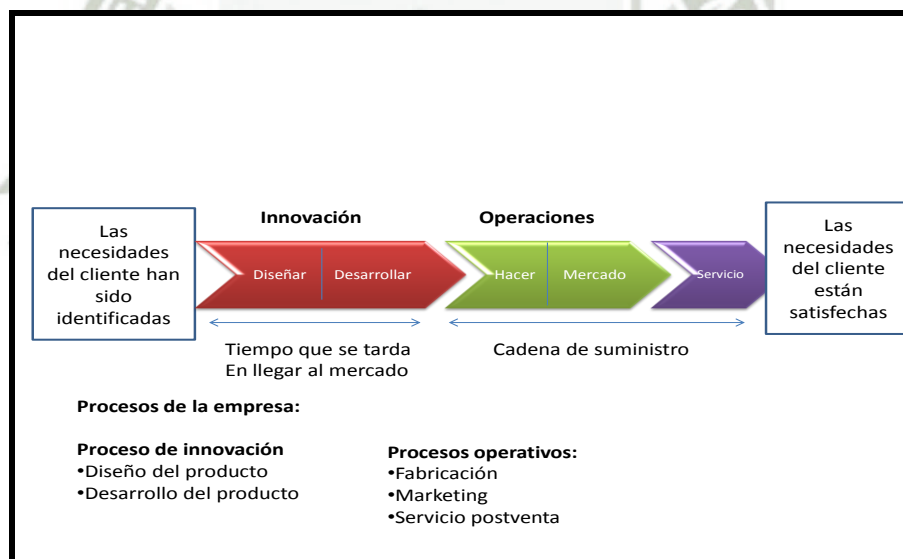 Innovación
Operaciones
Las
necesidades
del cliente han
sido
identificadas
Diseñar
Desarrollar
Hacer
Mercado
Servicio
Las
necesidades
del cliente
están
satisfechas
Tiempo que se tarda
En llegar al mercado
Cadena de suministro
Procesos de la empresa:
Proceso de innovación
•Diseño del producto
•Desarrollo del producto
Procesos operativos:
•Fabricación
•Marketing
•Servicio postventa